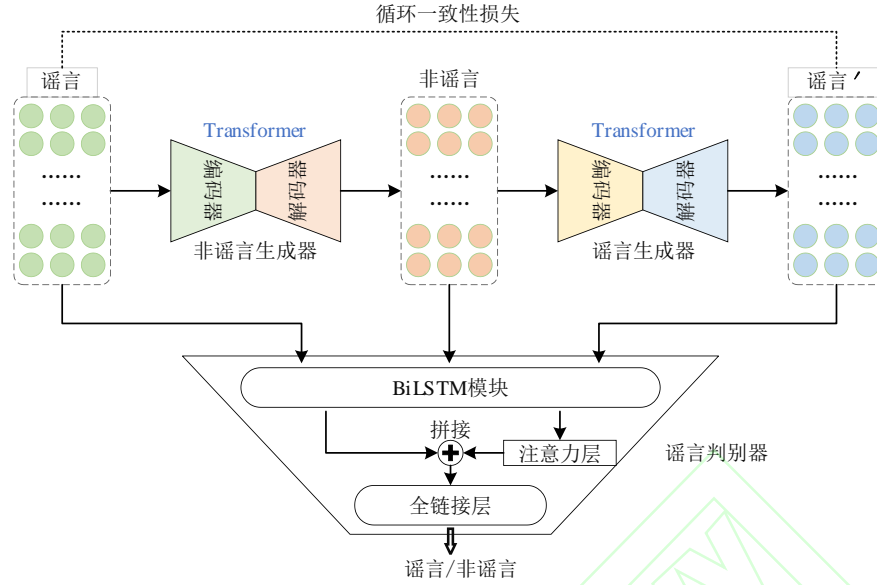 循环一致性损失
谣言
非谣言
谣言′
Transformer
Transformer
编码器
解码器
编码器
解码器
……
……
……
……
……
……
非谣言生成器
谣言生成器
BiLSTM模块
拼接
注意力层
谣言判别器
全链接层
谣言/非谣言